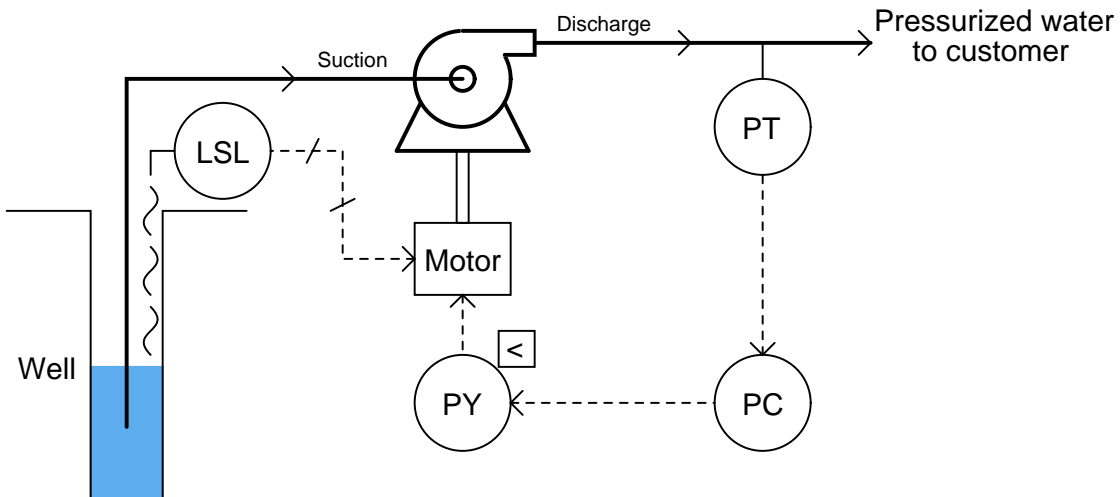 Pressurized water
to customer
Discharge
Suction
PT
LSL
Motor
<
Well
PY
PC